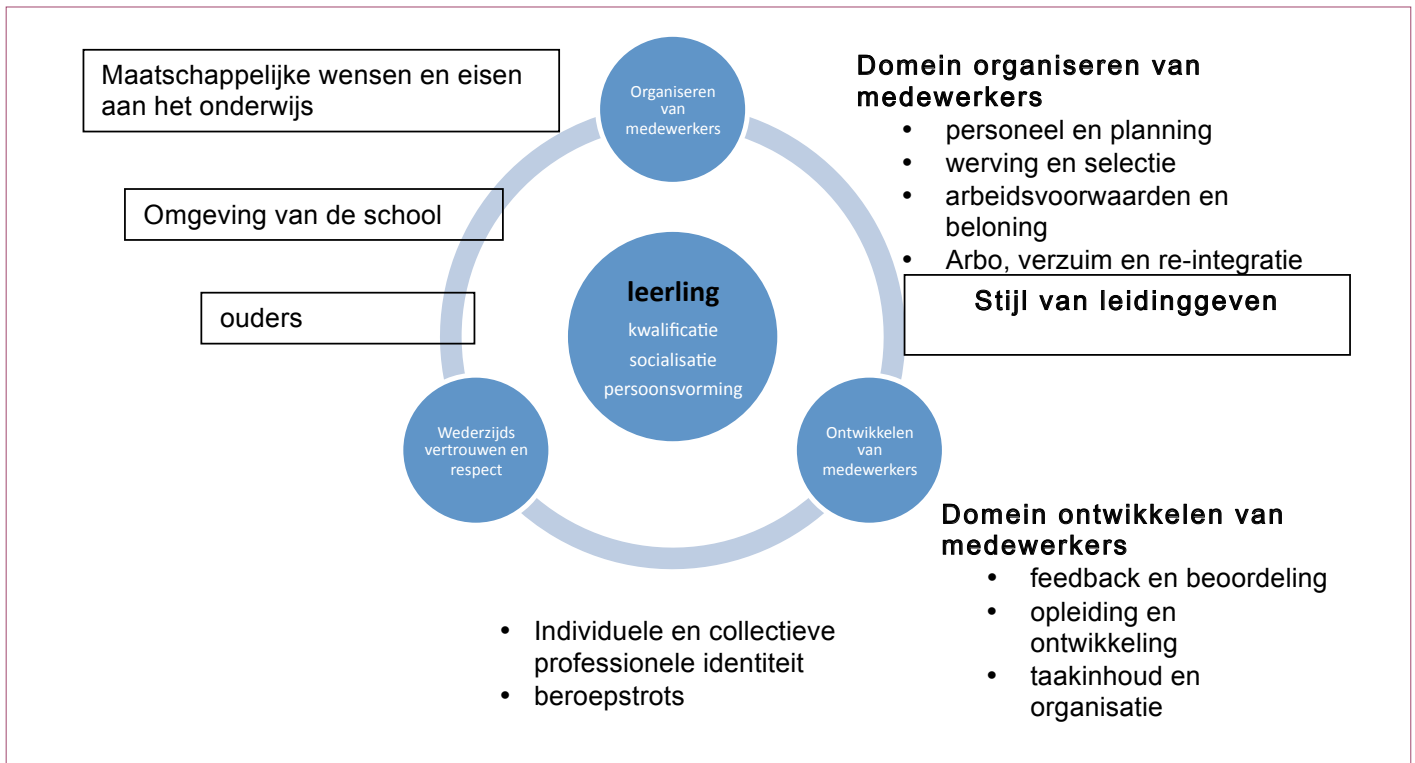 Maatschappelijke wensen en eisen
aan het onderwijs
Omgeving van de school
ouders
Organiseren
van
medewerkers
leerling
kwalificatie
socialisatie
persoonsvorming
Wederzijds
vertrouwen en
respect
Ontwikkelen
van
medewerkers
Domein organiseren van
medewerkers
• personeel en planning
• werving en selectie
• arbeidsvoorwaarden en
beloning
• Arbo, verzuim en re-integratie
Stijl van leidinggeven
Domein ontwikkelen van
medewerkers
• feedback en beoordeling
• opleiding en
ontwikkeling
• taakinhoud en
organisatie
• Individuele en collectieve
professionele identiteit
• beroepstrots